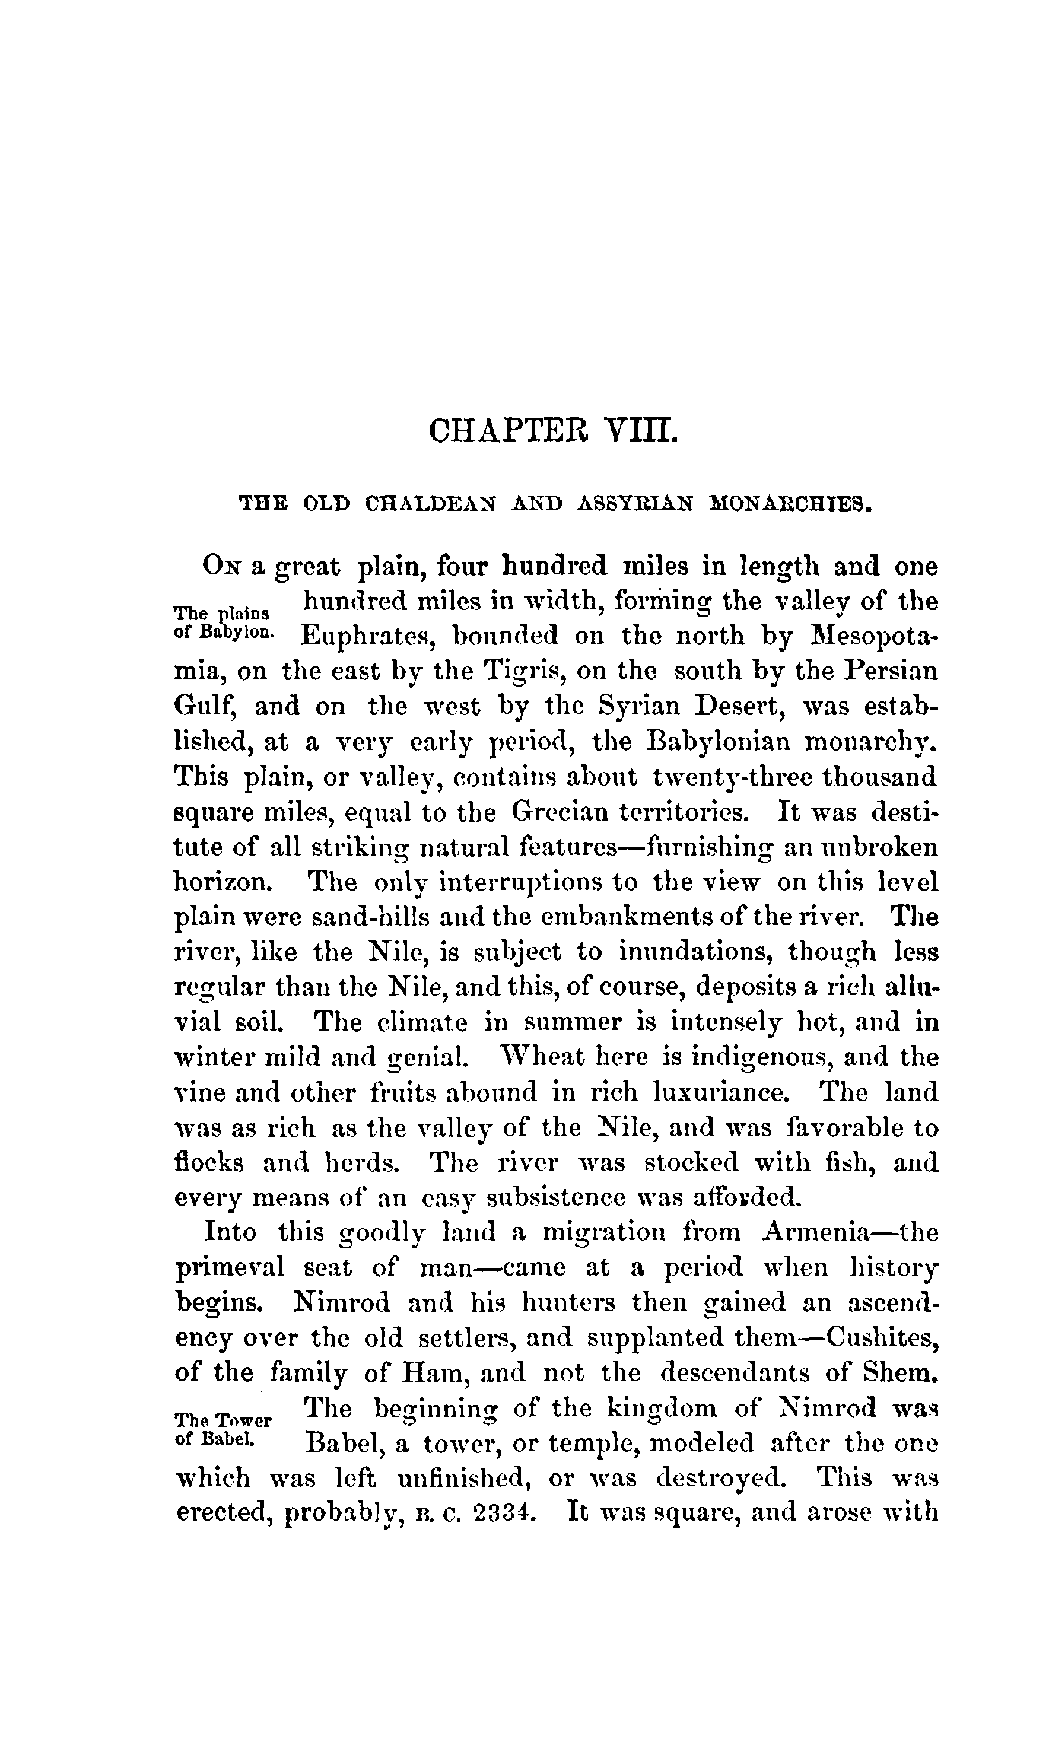 CHAPTER VIII.
THE OLD CHALDEAN AND ASSYRIAN MONARCHIES.
On a great plain, four hundred miles in length and one
The plains
of Babylon.
hundred miles in width, forming the valley of the
Euphrates, bounded on the north by Mesopota-
mia, on the east by the Tigris, on the south by the Persian
Gulf, and on the west by the Syrian Desert, was estab-
lished, at a very early period, the Babylonian monarchy.
This plain, or valley, contains about twenty-three thousand
square miles, equal to the Grecian territories. It was desti-
tute of all striking natural features—furnishing an unbroken
horizon. The only interruptions to the view on this level
plain were sand-hills and the embankments of the river. The
river, like the Nile, is subject to inundations, though less
regular than the Nile, and this, of course, deposits a rich allu-
vial soil. The climate in summer is intensely hot, and in
winter mild and genial. Wheat here is indigenous, and the
vine and other fruits abound in rich luxuriance. The land
was as rich as the valley of the Nile, and was favorable to
flocks and herds. The river was stocked with fish, and
every means of an easy subsistence was afforded.
Into this goodly land a migration from Armenia—the
primeval seat of man—came at a period when history
begins. Nimrod and his hunters then gained an ascend-
ency over the old settlers, and supplanted them—Cushites,
of the family of Ham, and not the descendants of Shem.
The Tower
of Babel.
The beginning of the kingdom of Nimrod was
Babel, a tower, or temple, modeled after the one
which was left unfinished, or was destroyed. This was
erected, probably, B. C. 2334. It was square, and arose with